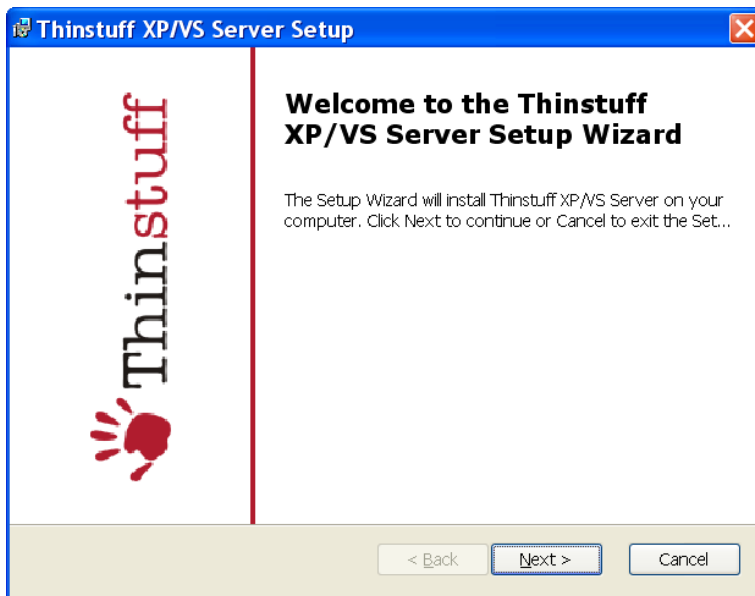 Thinstuff XP/VS Server Setup
Thinstuff
Welcome to the Thinstuff
XP/VS Server Setup Wizard
The Setup Wizard will install Thinstuff XP/VS Server on your
computer. Click Next to continue or Cancel to exit the Set...
< Back
Next >
Cancel